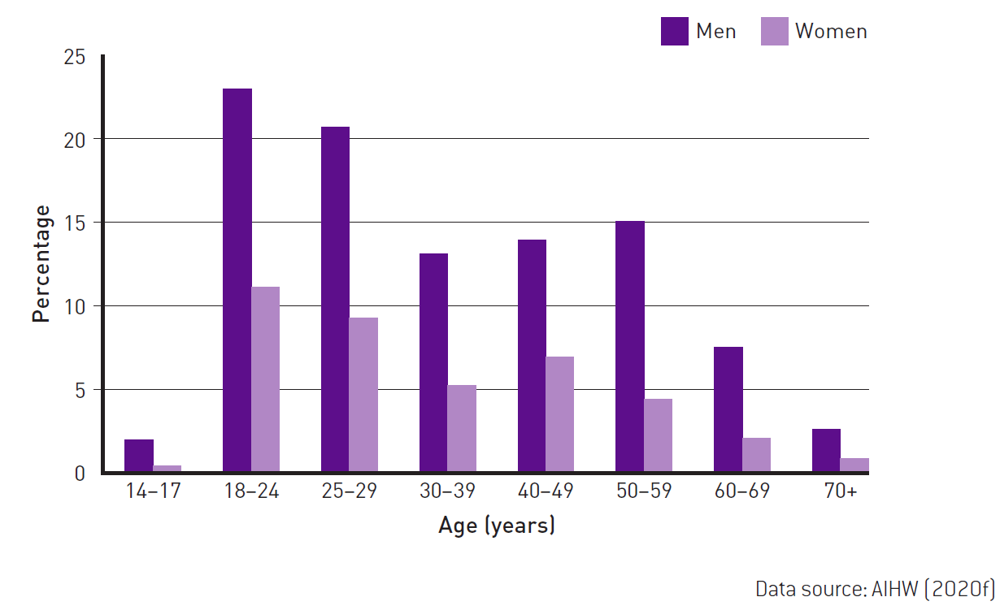 Men Women
25
20
15
10
5
0
Percentage
14–17 18–24 25–29 30–39 40–49 50–59 60–69 70+
Age (years)
Data source: AIHW (2020f)